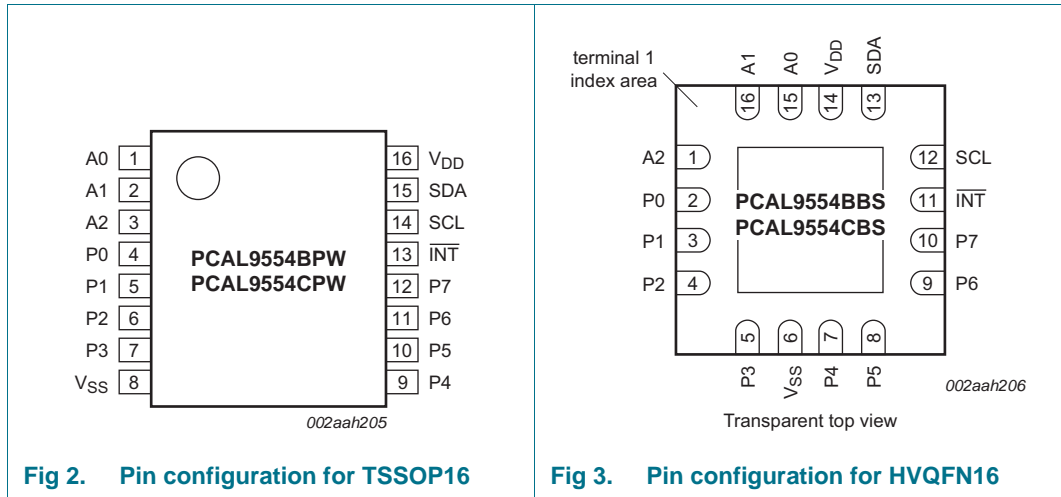 A0 1
A1 2
A2 3
P0 4
P1 5
P2 6
P3 7
VSS 8
PCAL9554BPW
PCAL9554CPW
16 VDD
15 SDA
14 SCL
13 INT
12 P7
11 P6
10 P5
9 P4
002aah205
Fig 2. Pin configuration for TSSOP16
terminal 1
index area
A1 A0 VDD SDA
16 15 14 13
A2 1
P0 2
P1 3
P2 4
PCAL9554BBS
PCAL9554CBS
12 SCL
11 INT
10 P7
9 P6
5 6 7 8
P3 VSS P4 P5
002aah206
Transparent top view
Fig 3. Pin configuration for HVQFN16